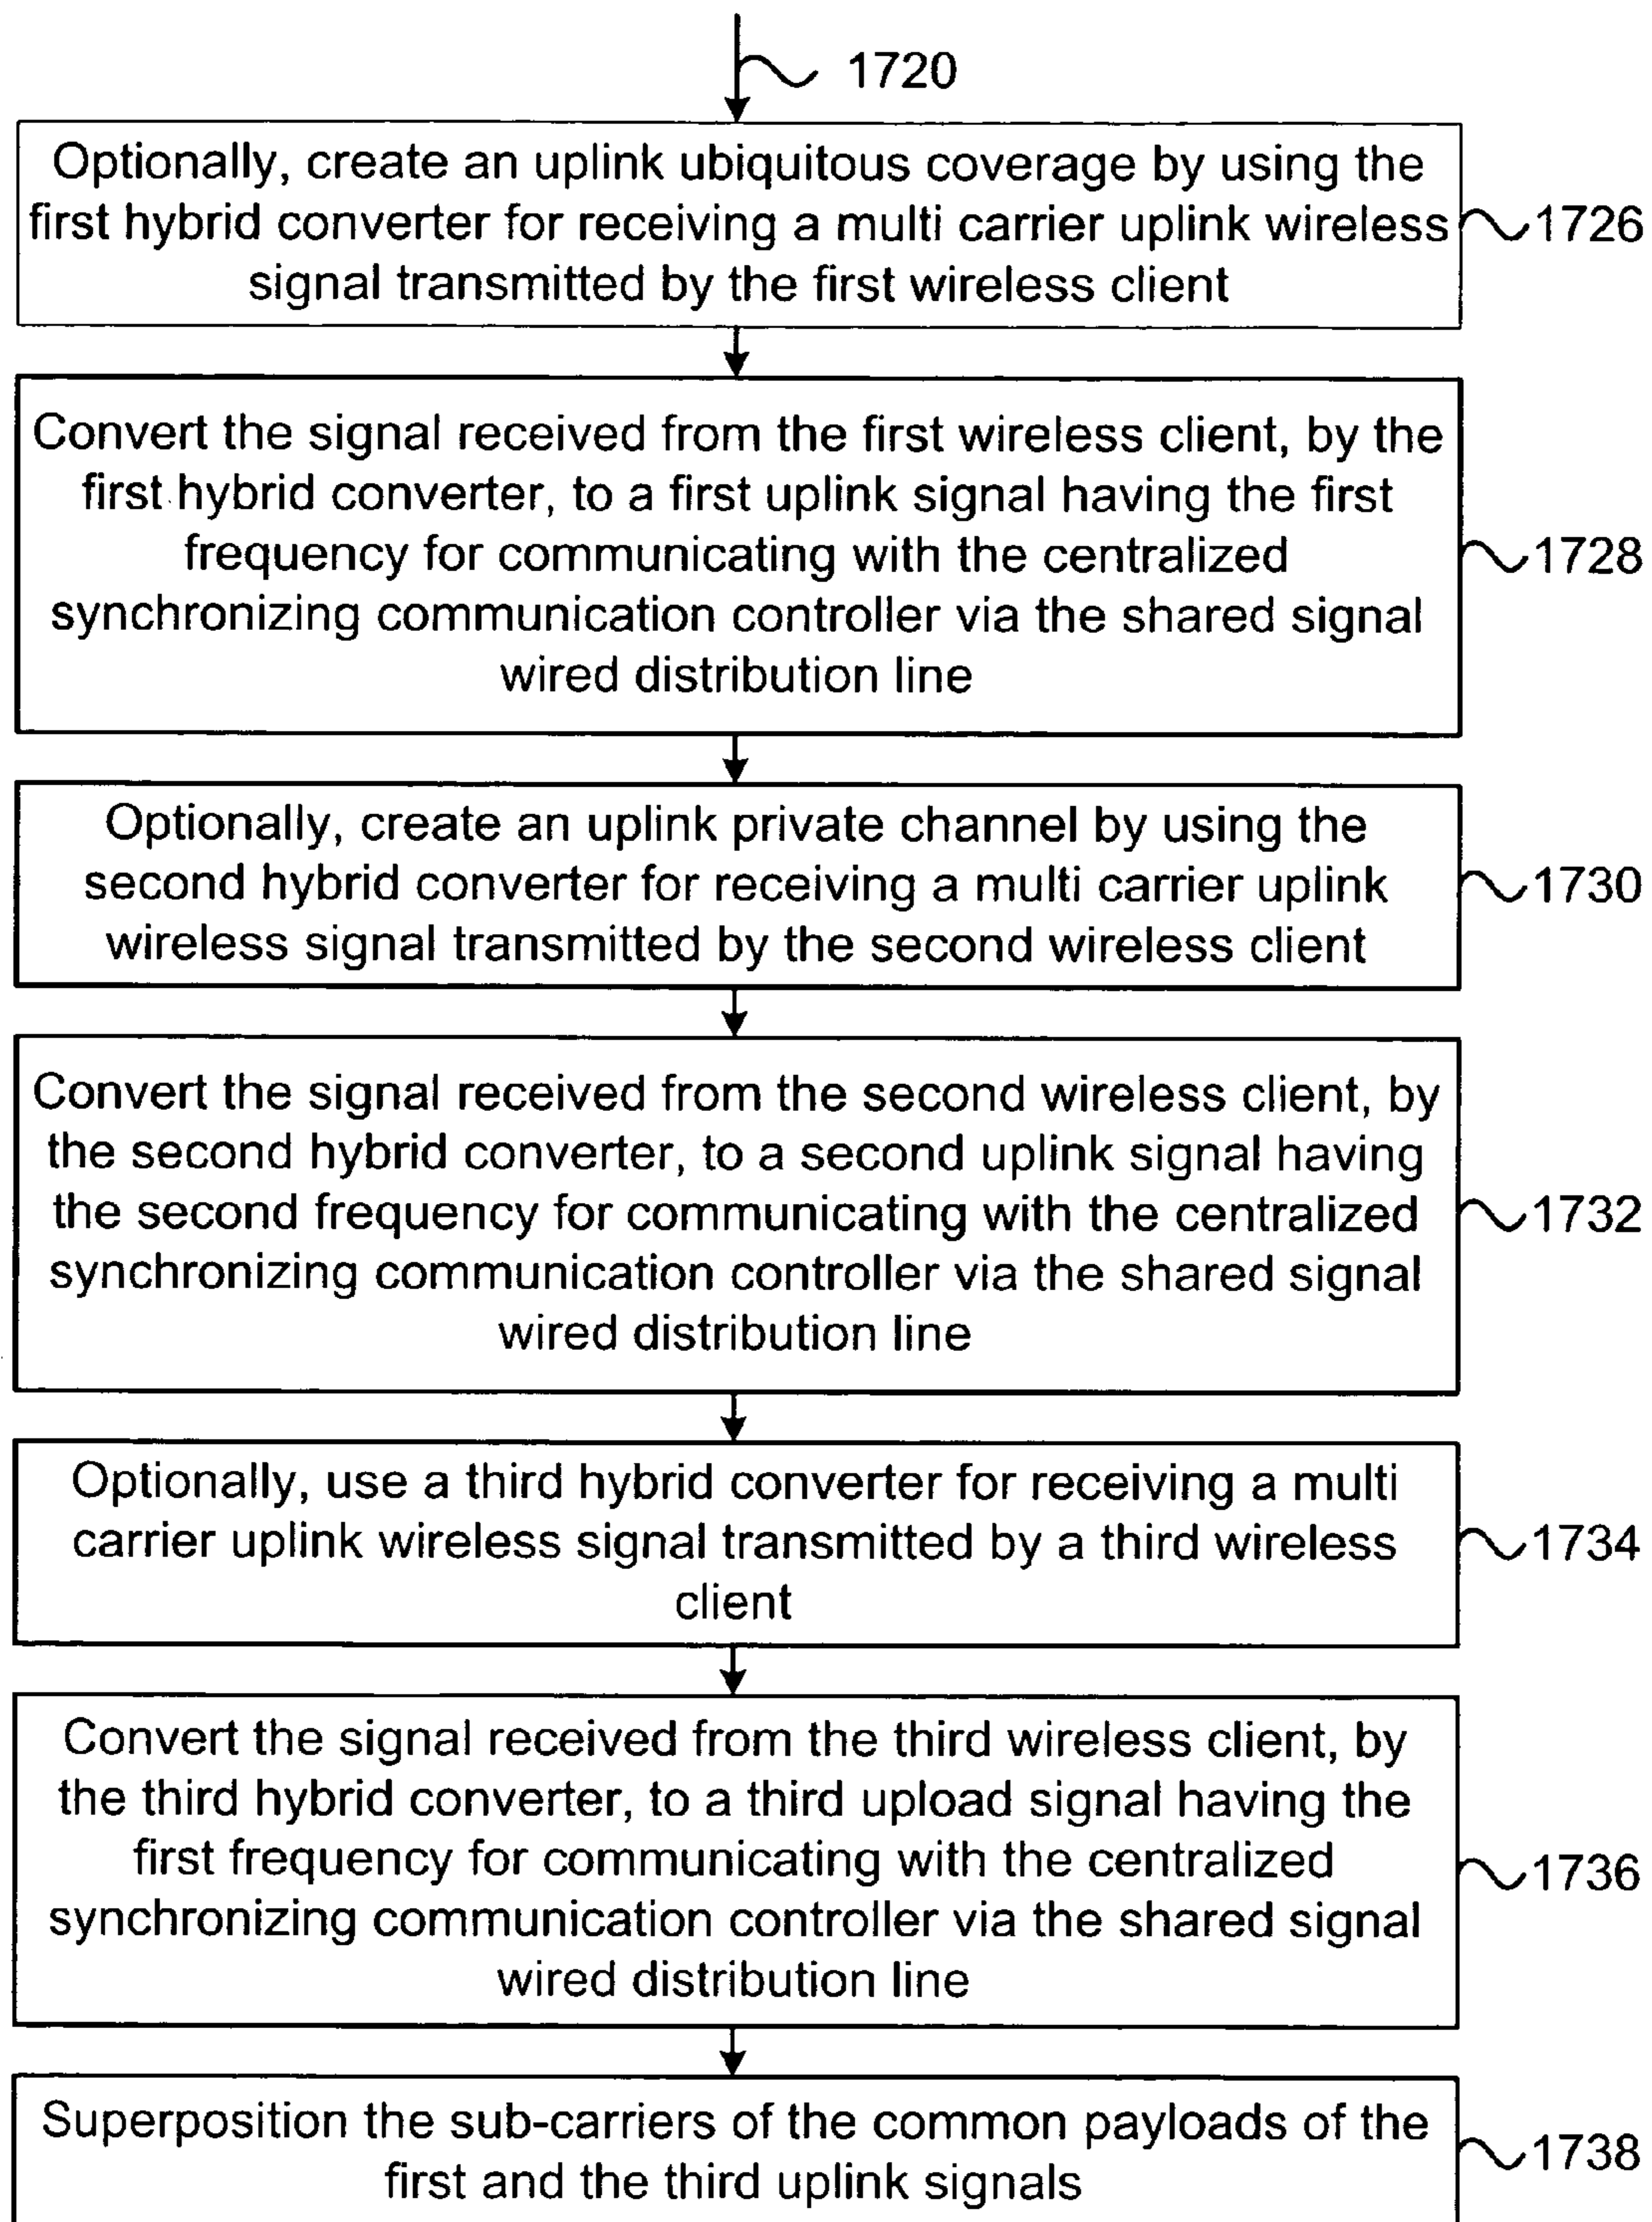 1720
Optionally, create an uplink ubiquitous coverage by using the
first hybrid converter for receiving a multi carrier uplink wireless
signal transmitted by the first wireless client
1726
Convert the signal received from the first wireless client, by the
first hybrid converter, to a first uplink signal having the first
frequency for communicating with the centralized
synchronizing communication controller via the shared signal
wired distribution line
1728
Optionally, create an uplink private channel by using the
second hybrid converter for receiving a multi carrier uplink
wireless signal transmitted by the second wireless client
1730
Convert the signal received from the second wireless client, by
the second hybrid converter, to a second uplink signal having
the second frequency for communicating with the centralized
synchronizing communication controller via the shared signal
wired distribution line
1732
Optionally, use a third hybrid converter for receiving a multi
carrier uplink wireless signal transmitted by a third wireless
client
1734
Convert the signal received from the third wireless client, by
the third hybrid converter, to a third upload signal having the
first frequency for communicating with the centralized
synchronizing communication controller via the shared signal
wired distribution line
1736
Superposition the sub-carriers of the common payloads of the
first and the third uplink signals
1738